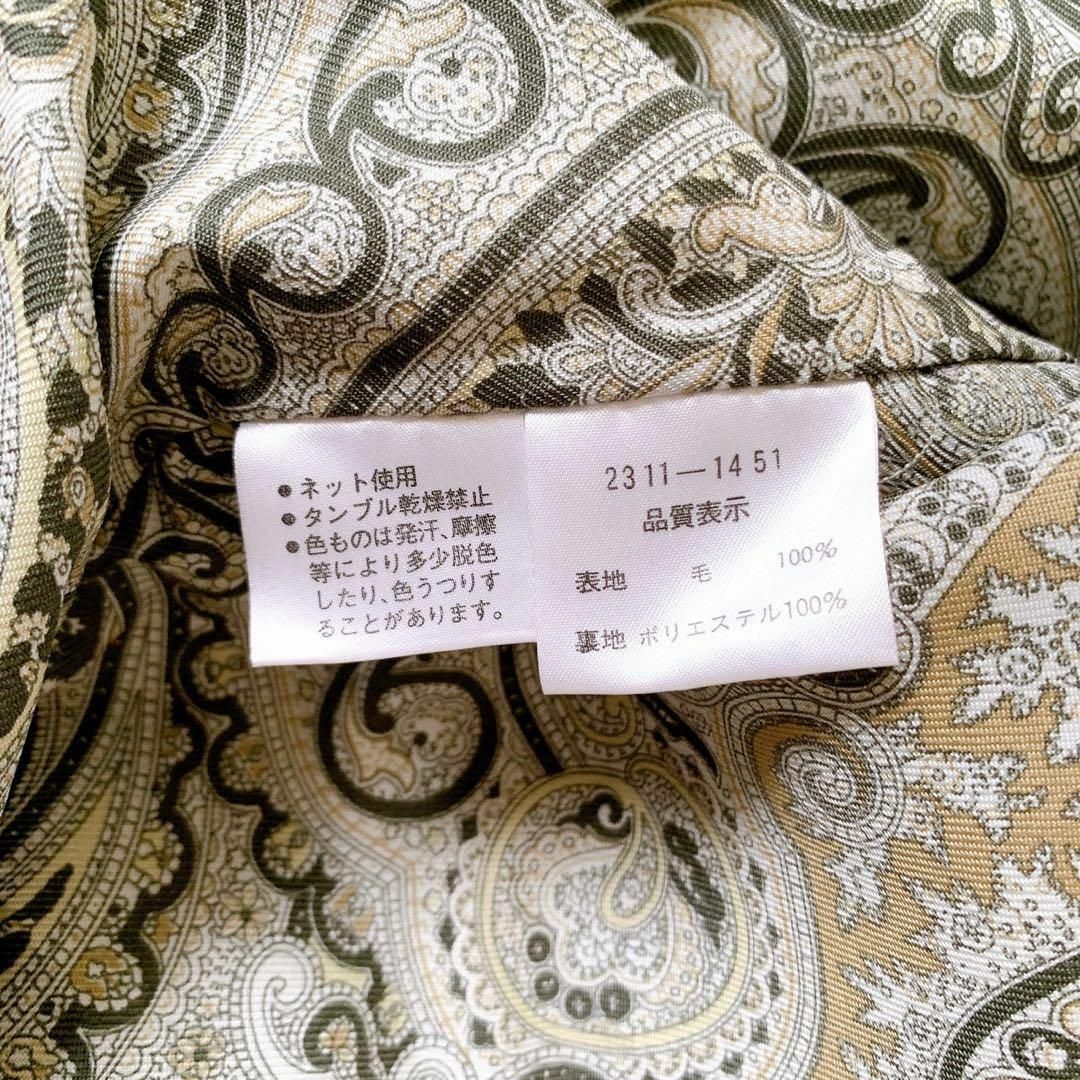 ●ネット使用
●タンブル乾燥禁止
●色ものは発汗、摩擦
等により多少脱色
したり、色うつりす
ることがあります。
2311—1451
品質表示
表地 毛 100%
裏地 ポリエステル100%